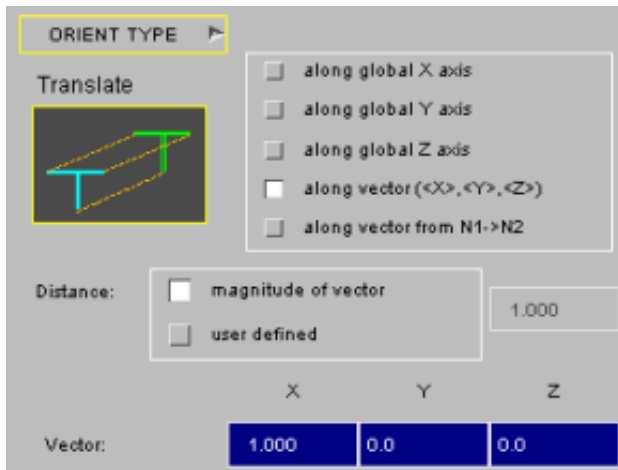 ORIENT TYPE
Translate
along global X axis
along global Y axis
along global Z axis
along vector (<X>,<Y>,<Z>)
along vector from N1->N2
Distance:
magnitude of vector
user defined
1.000
X Y Z
Vector: 1.000 0.0 0.0